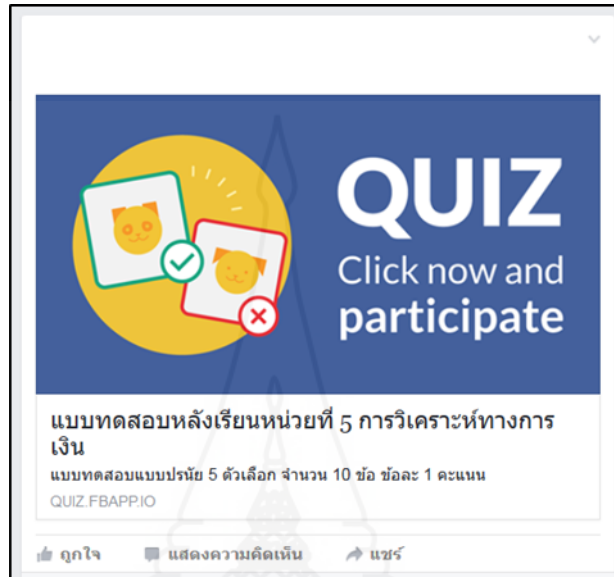 QUIZ
Click now and
participate
แบบทดสอบหลังเรียนหน่วยที่ 5 การวิเคราะห์ทางการ
เงิน
แบบทดสอบแบบปรนัย 5 ตัวเลือก จำนวน 10 ข้อ ข้อละ 1 คะแนน
QUIZ.FBAPP.IO
ถูกใจ แสดงความคิดเห็น แชร์